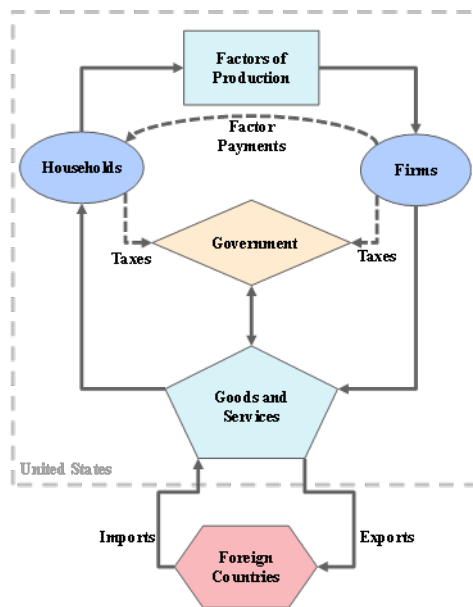 Factors of
Production
Factor
Payments
Households
Firms
Government
Taxes
Taxes
Goods and
Services
United States
Imports
Exports
Foreign
Countries